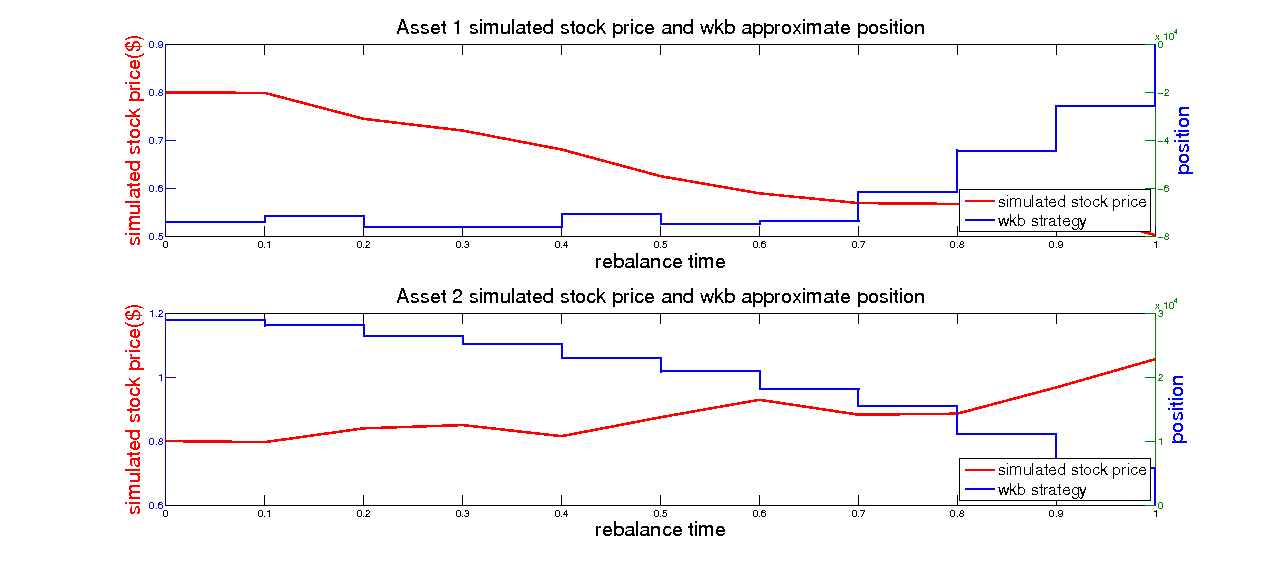 Asset 1 simulated stock price and wkb approximate position
x 10^4
simulated stock price($)
0.9
0.8
0.7
0.6
0.5
0
-2
-4
-6
-8
position
simulated stock price
wkb strategy
0 0.1 0.2 0.3 0.4 0.5 0.6 0.7 0.8 0.9 1
rebalance time
Asset 2 simulated stock price and wkb approximate position
x 10^4
simulated stock price($)
1.2
1
0.8
0.6
3
2
1
0
position
simulated stock price
wkb strategy
0 0.1 0.2 0.3 0.4 0.5 0.6 0.7 0.8 0.9 1
rebalance time